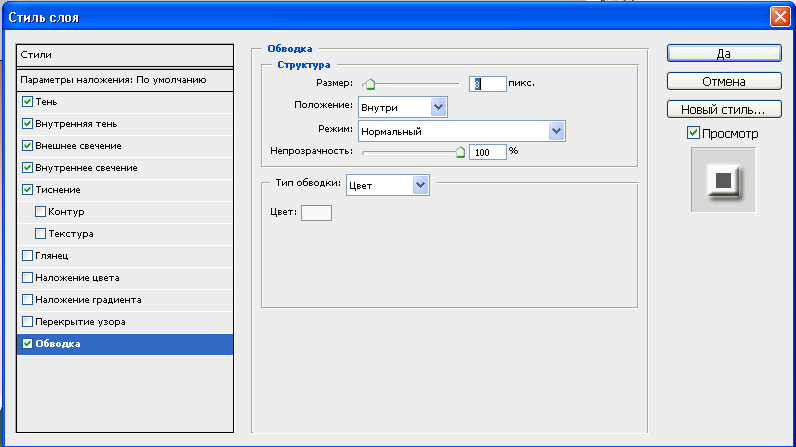 Стиль слоя
Стили
Параметры наложения: По умолчанию
Тень
Внутренняя тень
Внешнее свечение
Внутреннее свечение
Тиснение
Контур
Текстура
Глянец
Наложение цвета
Наложение градиента
Перекрытие узора
Обводка
Обводка
Структура
Размер: 8 пикс.
Положение: Внутри
Режим: Нормальный
Непрозрачность: 100 %
Тип обводки: Цвет
Цвет:
Да
Отмена
Новый стиль...
Просмотр